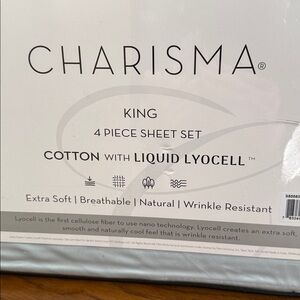 CHARISMA®
KING
4 PIECE SHEET SET
COTTON WITH LIQUID LYOCELL™
Extra Soft | Breathable | Natural | Wrinkle Resistant
Lyocell is the first cellulose fiber to use nano technology. Lyocell creates an extra soft,
smooth and naturally cool feel that is wrinkle resistant.